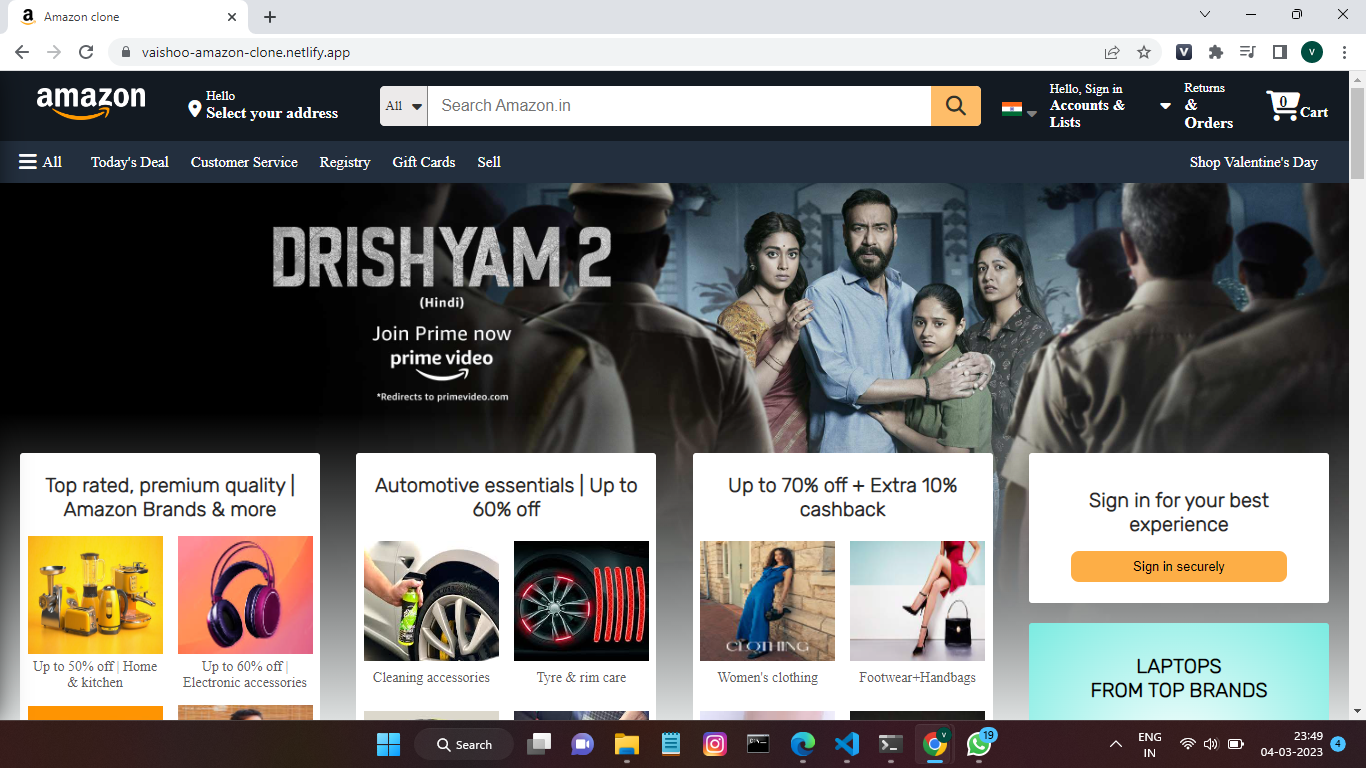 Amazon clone
vaishoo-amazon-clone.netlify.app
V
V
amazon
Hello
Select your address
All
Search Amazon.in
Hello, Sign in
Accounts &
Lists
Returns
&
Orders
0
Cart
All
Today's Deal
Customer Service
Registry
Gift Cards
Sell
Shop Valentine's Day
DRISHYAM 2
(Hindi)
Join Prime now
prime video
*Redirects to primevideo.com
Top rated, premium quality |
Amazon Brands & more
Up to 50% off | Home
& kitchen
Up to 60% off |
Electronic accessories
Automotive essentials | Up to
60% off
Cleaning accessories
Tyre & rim care
Up to 70% off + Extra 10%
cashback
CLOTHING
Women's clothing
Footwear+Handbags
Sign in for your best
experience
Sign in securely
LAPTOPS
FROM TOP BRANDS
Search
V
19
ENG
IN
23:49
04-03-2023
4